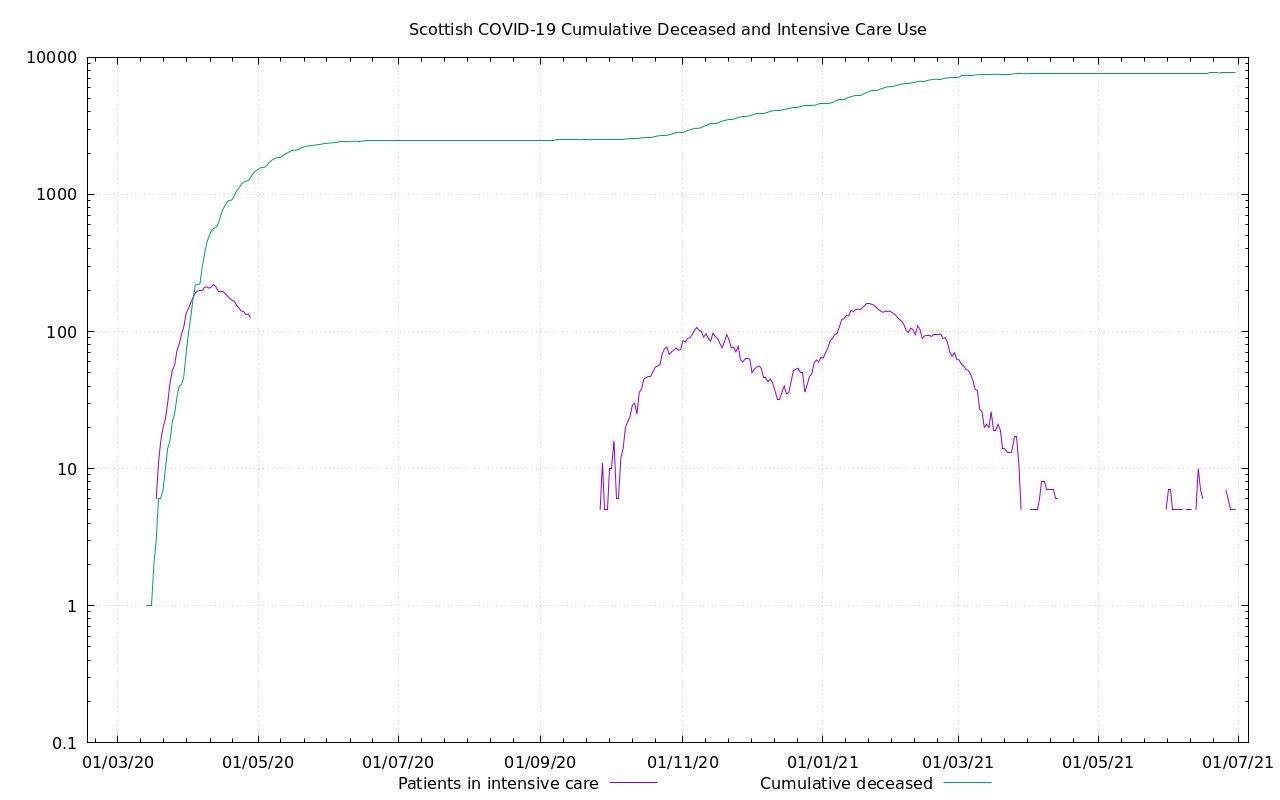 Scottish COVID-19 Cumulative Deceased and Intensive Care Use
10000
1000
100
10
1
0.1
01/03/20 01/05/20 01/07/20 01/09/20 01/11/20 01/01/21 01/03/21 01/05/21 01/07/21
Patients in intensive care Cumulative deceased